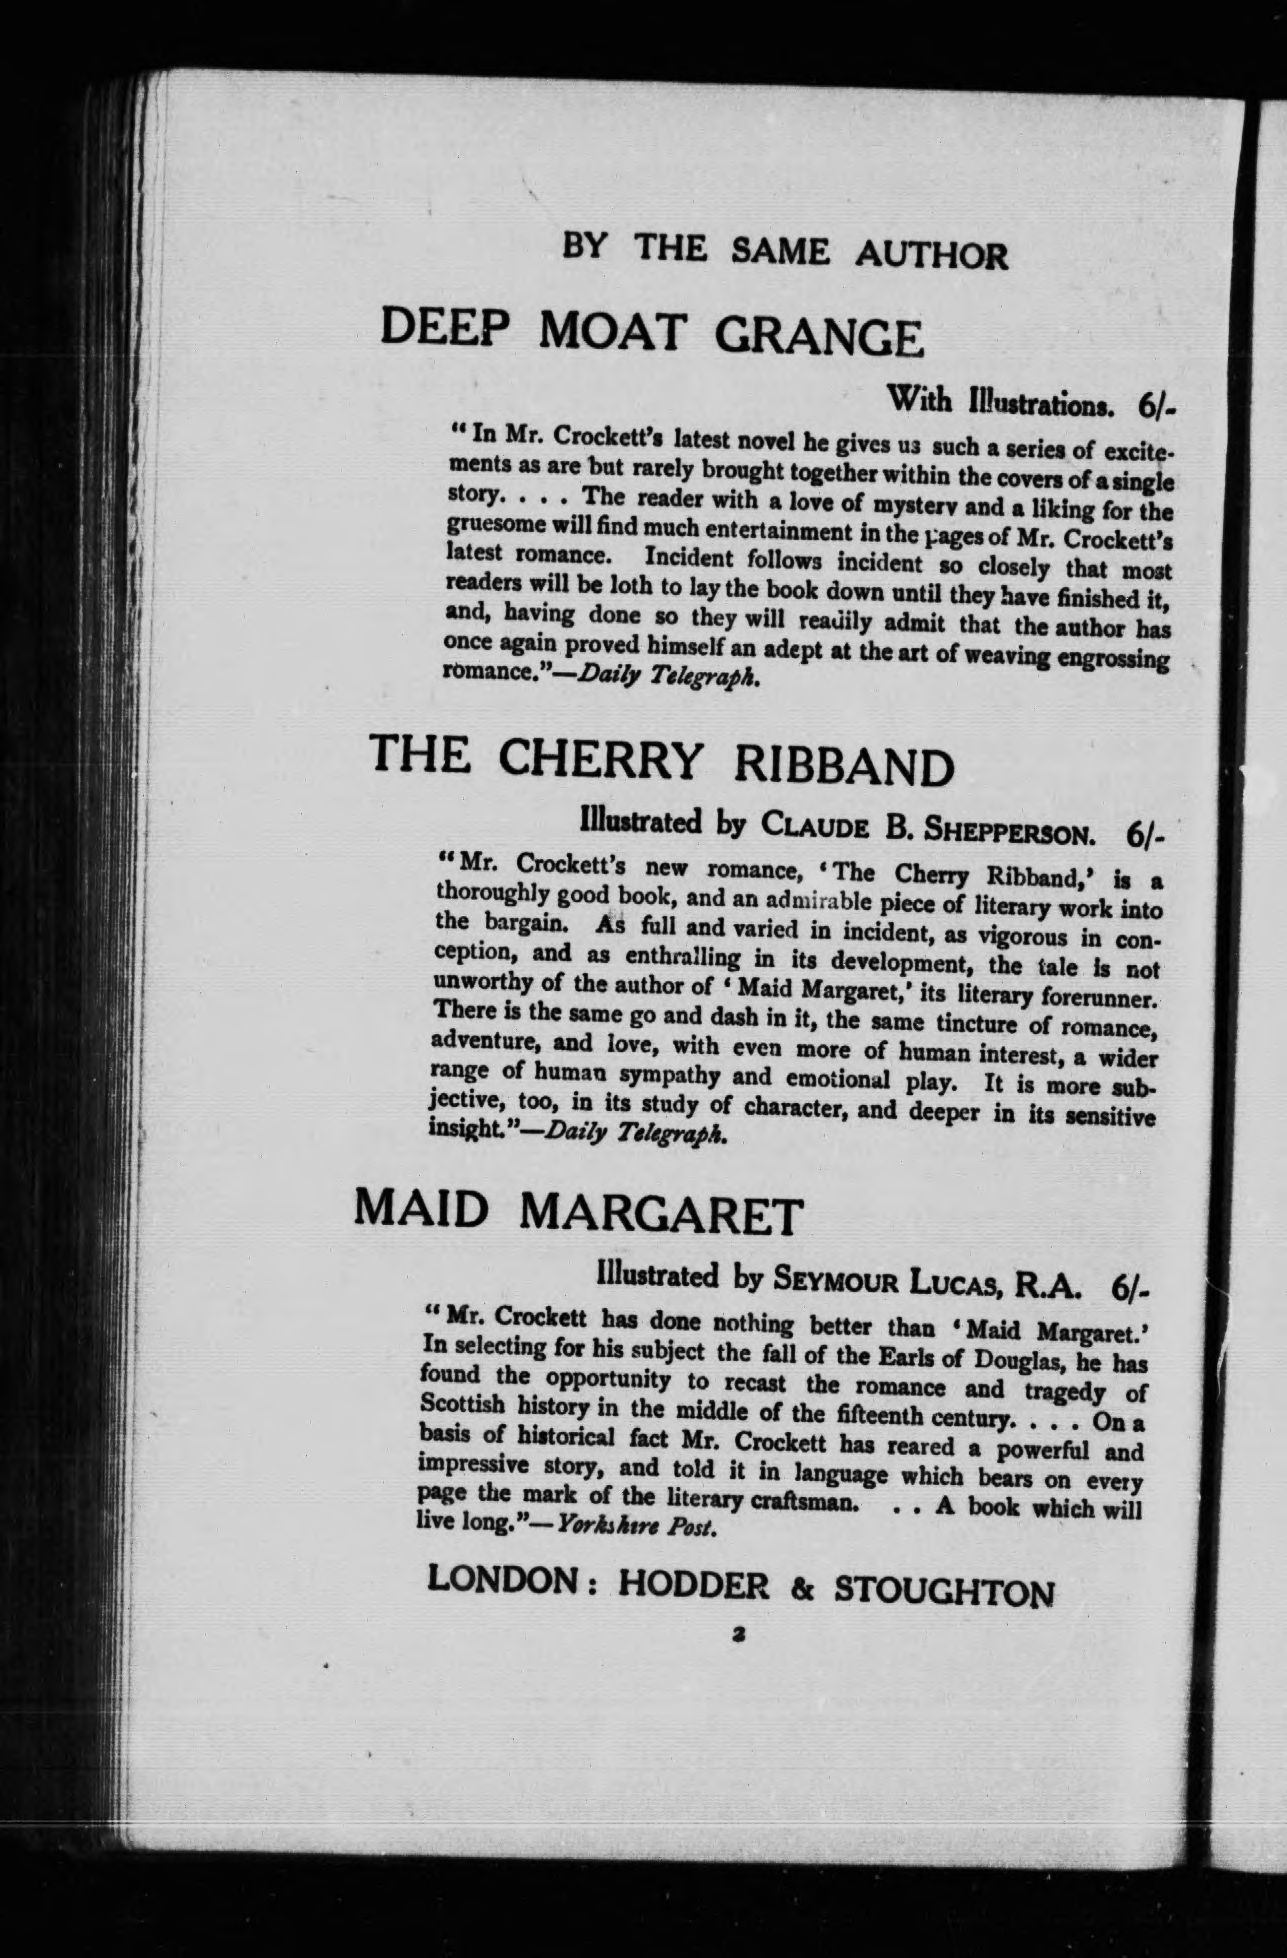 BY THE SAME AUTHOR
DEEP MOAT GRANGE
With Illustrations. 6/-
"In Mr. Crockett's latest novel he gives us such a series of excite-
ments as are but rarely brought together within the covers of a single
story. . . . The reader with a love of mystery and a liking for the
gruesome will find much entertainment in the pages of Mr. Crockett's
latest romance. Incident follows incident so closely that most
readers will be loth to lay the book down until they have finished it,
and, having done so they will readily admit that the author has
once again proved himself an adept at the art of weaving engrossing
romance."—Daily Telegraph.
THE CHERRY RIBBAND
Illustrated by CLAUDE B. SHEPPERSON. 6/-
"Mr. Crockett's new romance, 'The Cherry Ribband,' is a
thoroughly good book, and an admirable piece of literary work into
the bargain. As full and varied in incident, as vigorous in con-
ception, and as enthralling in its development, the tale is not
unworthy of the author of 'Maid Margaret,' its literary forerunner.
There is the same go and dash in it, the same tincture of romance,
adventure, and love, with even more of human interest, a wider
range of human sympathy and emotional play. It is more sub-
jective, too, in its study of character, and deeper in its sensitive
insight."—Daily Telegraph.
MAID MARGARET
Illustrated by SEYMOUR LUCAS, R.A. 6/-
"Mr. Crockett has done nothing better than 'Maid Margaret.'
In selecting for his subject the fall of the Earls of Douglas, he has
found the opportunity to recast the romance and tragedy of
Scottish history in the middle of the fifteenth century. . . . On a
basis of historical fact Mr. Crockett has reared a powerful and
impressive story, and told it in language which bears on every
page the mark of the literary craftsman. . . A book which will
live long."—Yorkshire Post.
LONDON: HODDER & STOUGHTON
2